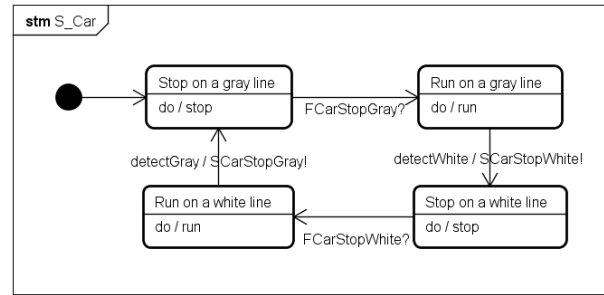 stm S_Car
Stop on a gray line
do / stop
FCarStopGray?
Run on a gray line
do / run
detectGray / SCarStopGray!
detectWhite / SCarStopWhite!
Run on a white line
do / run
FCarStopWhite?
Stop on a white line
do / stop